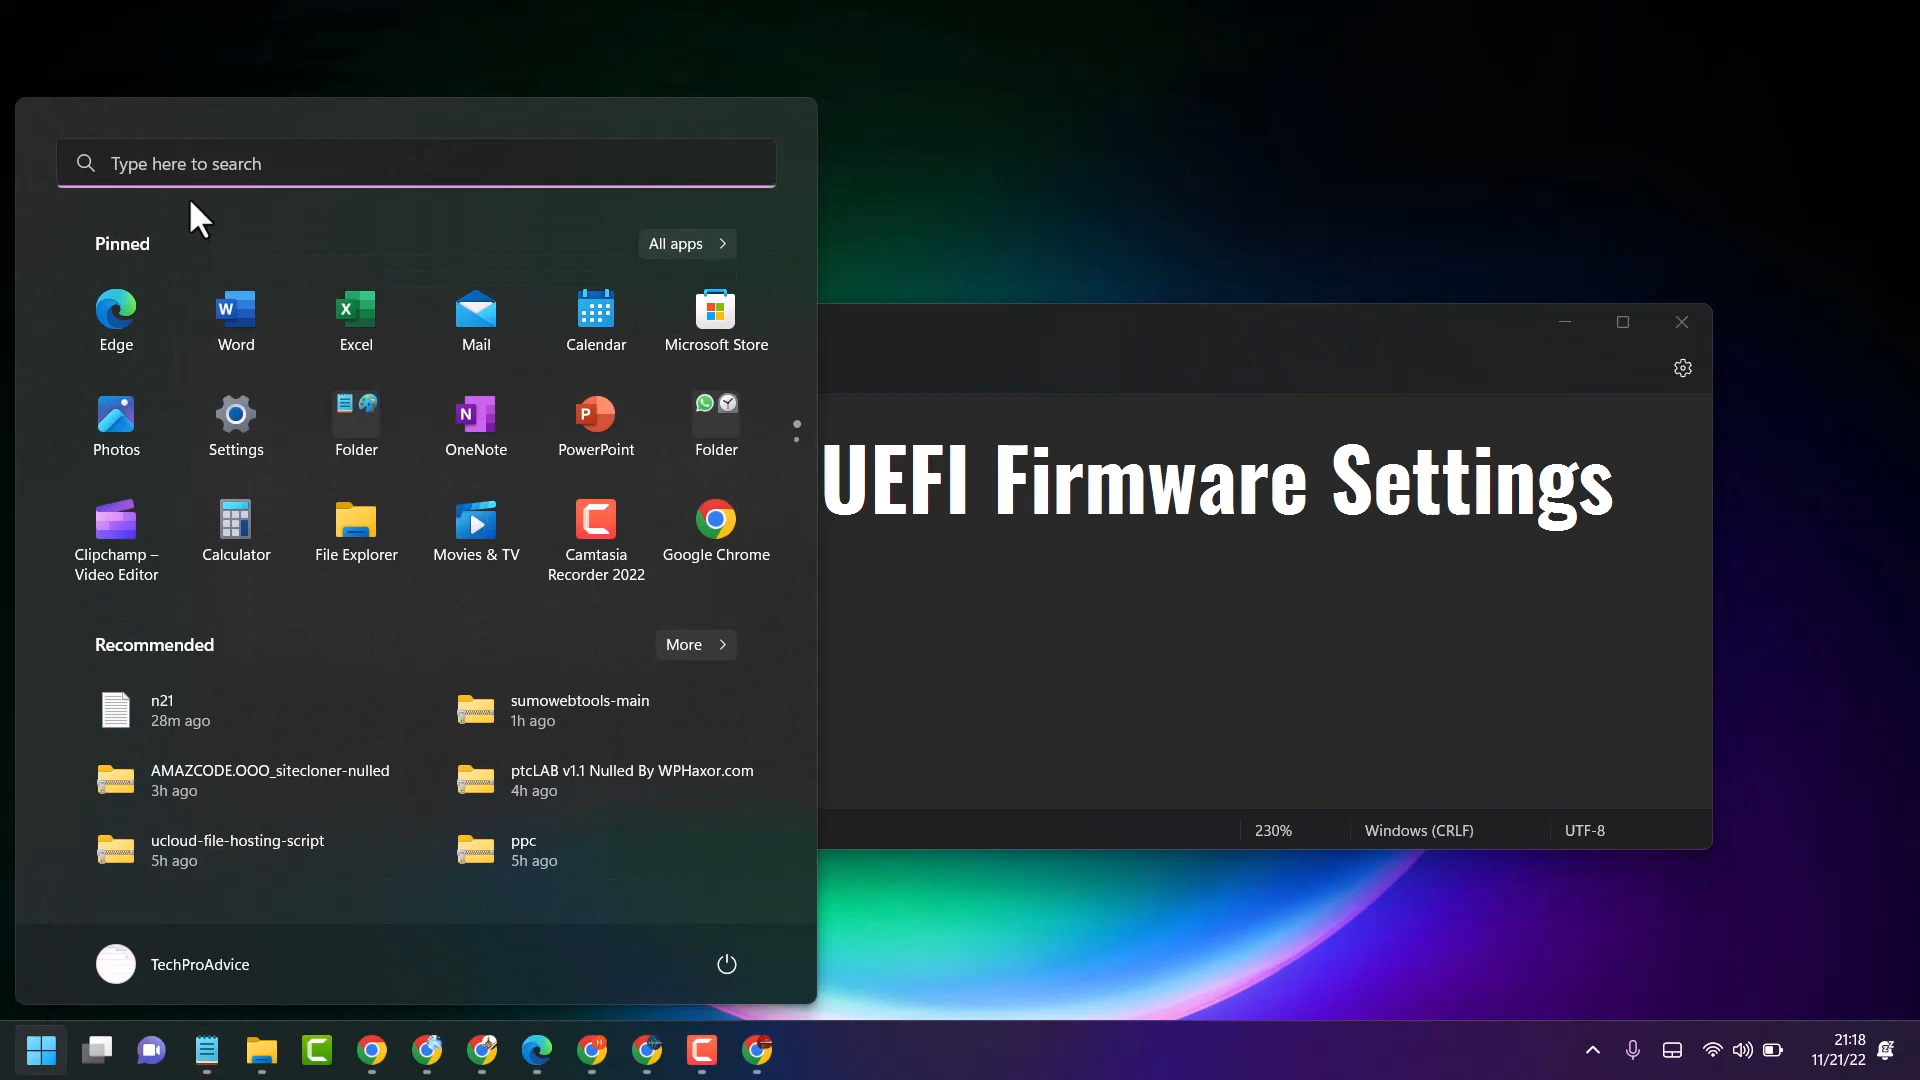 Type here to search
Pinned
All apps
Edge
Word
Excel
Mail
Calendar
Microsoft Store
Photos
Settings
Folder
OneNote
PowerPoint
Folder
Clipchamp –
Video Editor
Calculator
File Explorer
Movies & TV
Camtasia
Recorder 2022
Google Chrome
Recommended
More
n21
28m ago
sumowebtools-main
1h ago
AMAZCODE.OOO_sitecloner-nulled
3h ago
ptcLAB v1.1 Nulled By WPHaxor.com
4h ago
ucloud-file-hosting-script
5h ago
ppc
5h ago
TechProAdvice
UEFI Firmware Settings
230%
Windows (CRLF)
UTF-8
21:18
11/21/22